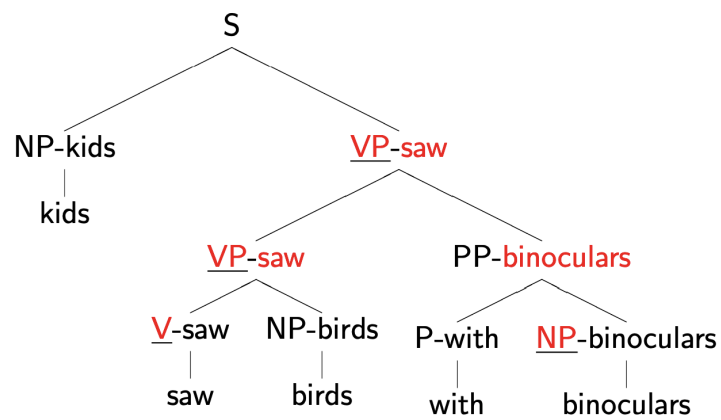 S
NP-kids VP-saw
kids
VP-saw PP-binoculars
V-saw NP-birds P-with NP-binoculars
saw birds with binoculars